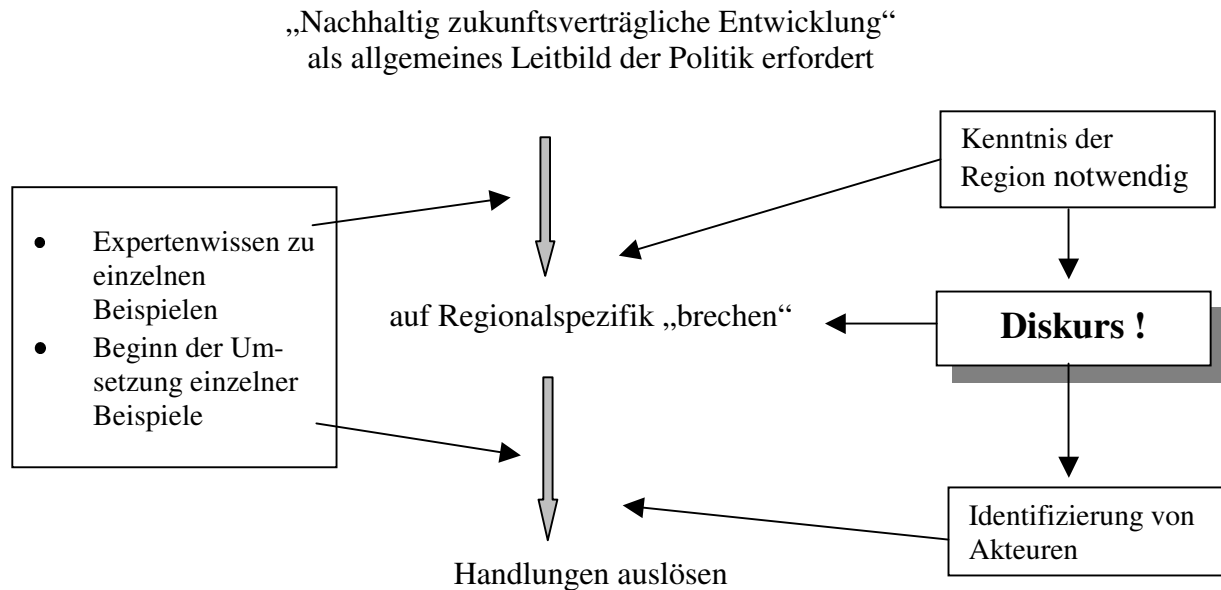 „Nachhaltig zukunftsverträgliche Entwicklung“
als allgemeines Leitbild der Politik erfordert
Kenntnis der
Region notwendig
• Expertenwissen zu
einzelnen
Beispielen
• Beginn der Um-
setzung einzelner
Beispiele
auf Regionalspezifik „brechen“
Diskurs !
Identifizierung von
Akteuren
Handlungen auslösen